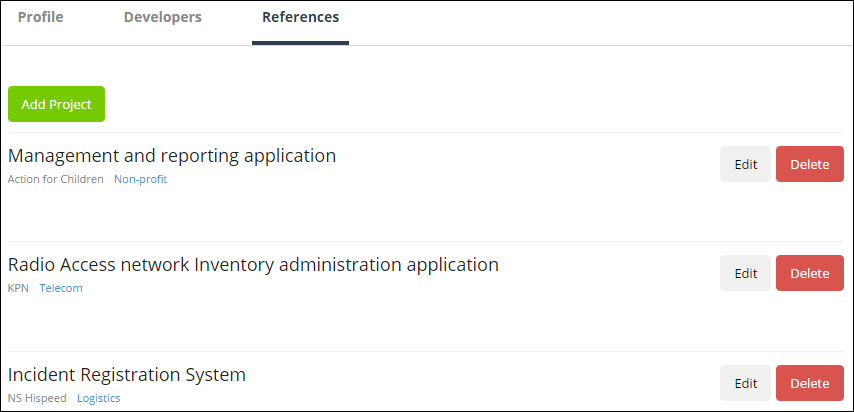 Profile Developers References
Add Project
Management and reporting application
Action for Children Non-profit
Edit Delete
Radio Access network Inventory administration application
KPN Telecom
Edit Delete
Incident Registration System
NS Hispeed Logistics
Edit Delete